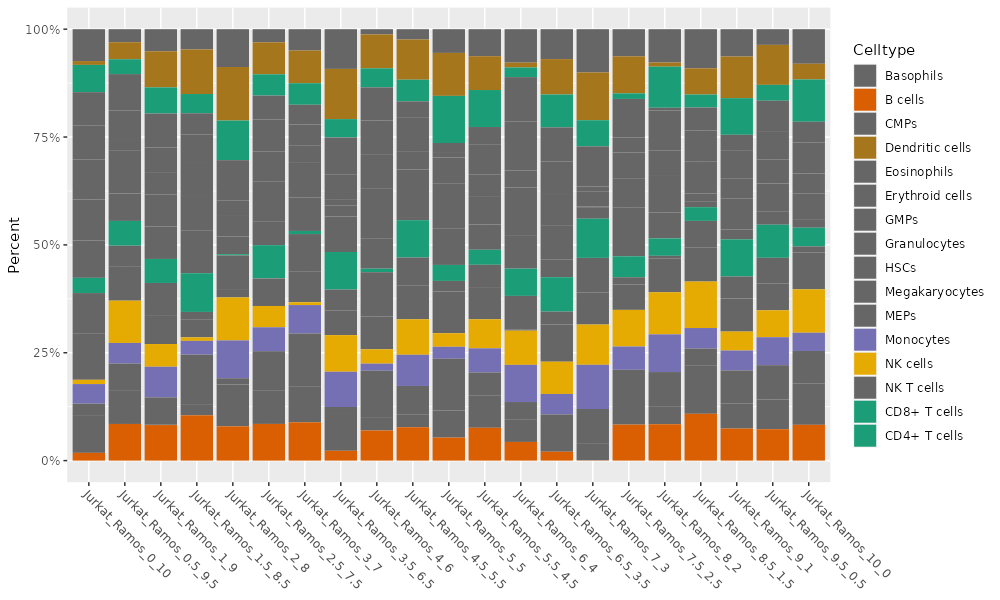 100%
75%
50%
25%
0%
Percent
Jurkat_Ramos_0_10
Jurkat_Ramos_0.5_9.5
Jurkat_Ramos_1_9
Jurkat_Ramos_1.5_8.5
Jurkat_Ramos_2_8
Jurkat_Ramos_2.5_7.5
Jurkat_Ramos_3_7
Jurkat_Ramos_3.5_6.5
Jurkat_Ramos_4_6
Jurkat_Ramos_4.5_5.5
Jurkat_Ramos_5_5
Jurkat_Ramos_5.5_4.5
Jurkat_Ramos_6_4
Jurkat_Ramos_6.5_3.5
Jurkat_Ramos_7_3
Jurkat_Ramos_7.5_2.5
Jurkat_Ramos_8_2
Jurkat_Ramos_8.5_1.5
Jurkat_Ramos_9_1
Jurkat_Ramos_9.5_0.5
Jurkat_Ramos_10_0
Celltype
Basophils
B cells
CMPs
Dendritic cells
Eosinophils
Erythroid cells
GMPs
Granulocytes
HSCs
Megakaryocytes
MEPs
Monocytes
NK cells
NK T cells
CD8+ T cells
CD4+ T cells